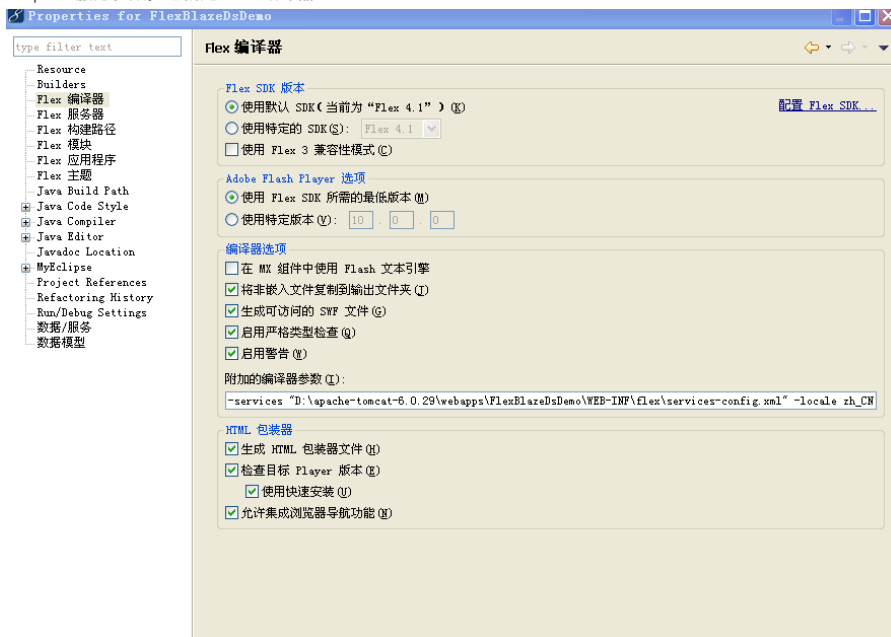 Properties for FlexBlazeDsDemo
type filter text
Resource
Builders
Flex 编译器
Flex 服务器
Flex 构建路径
Flex 模块
Flex 应用程序
Flex 主题
Java Build Path
Java Code Style
Java Compiler
Java Editor
Javadoc Location
MyEclipse
Project References
Refactoring History
Run/Debug Settings
数据/服务
数据模型
Flex 编译器
Flex SDK 版本
使用默认 SDK(当前为“Flex 4.1”)(K)
配置 Flex SDK...
使用特定的 SDK(S): Flex 4.1
使用 Flex 3 兼容性模式(C)
Adobe Flash Player 选项
使用 Flex SDK 所需的最低版本(M)
使用特定版本(V): 10 . 0 . 0
编译器选项
在 MX 组件中使用 Flash 文本引擎
将非嵌入文件复制到输出文件夹(J)
生成可访问的 SWF 文件(G)
启用严格类型检查(Q)
启用警告(W)
附加的编译器参数(I):
-services "D:\apache-tomcat-6.0.29\webapps\FlexBlazeDsDemo\WEB-INF\flex\services-config.xml" -locale zh_CN
HTML 包装器
生成 HTML 包装器文件(H)
检查目标 Player 版本(E)
使用快速安装(U)
允许集成浏览器导航功能(N)